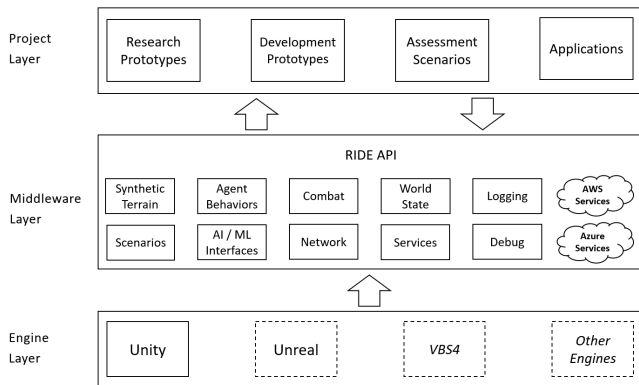 Project
Layer
Research
Prototypes
Development
Prototypes
Assessment
Scenarios
Applications
Middleware
Layer
RIDE API
Synthetic
Terrain
Agent
Behaviors
Combat
World
State
Logging
AWS
Services
Scenarios
AI / ML
Interfaces
Network
Services
Debug
Azure
Services
Engine
Layer
Unity
Unreal
VBS4
Other
Engines